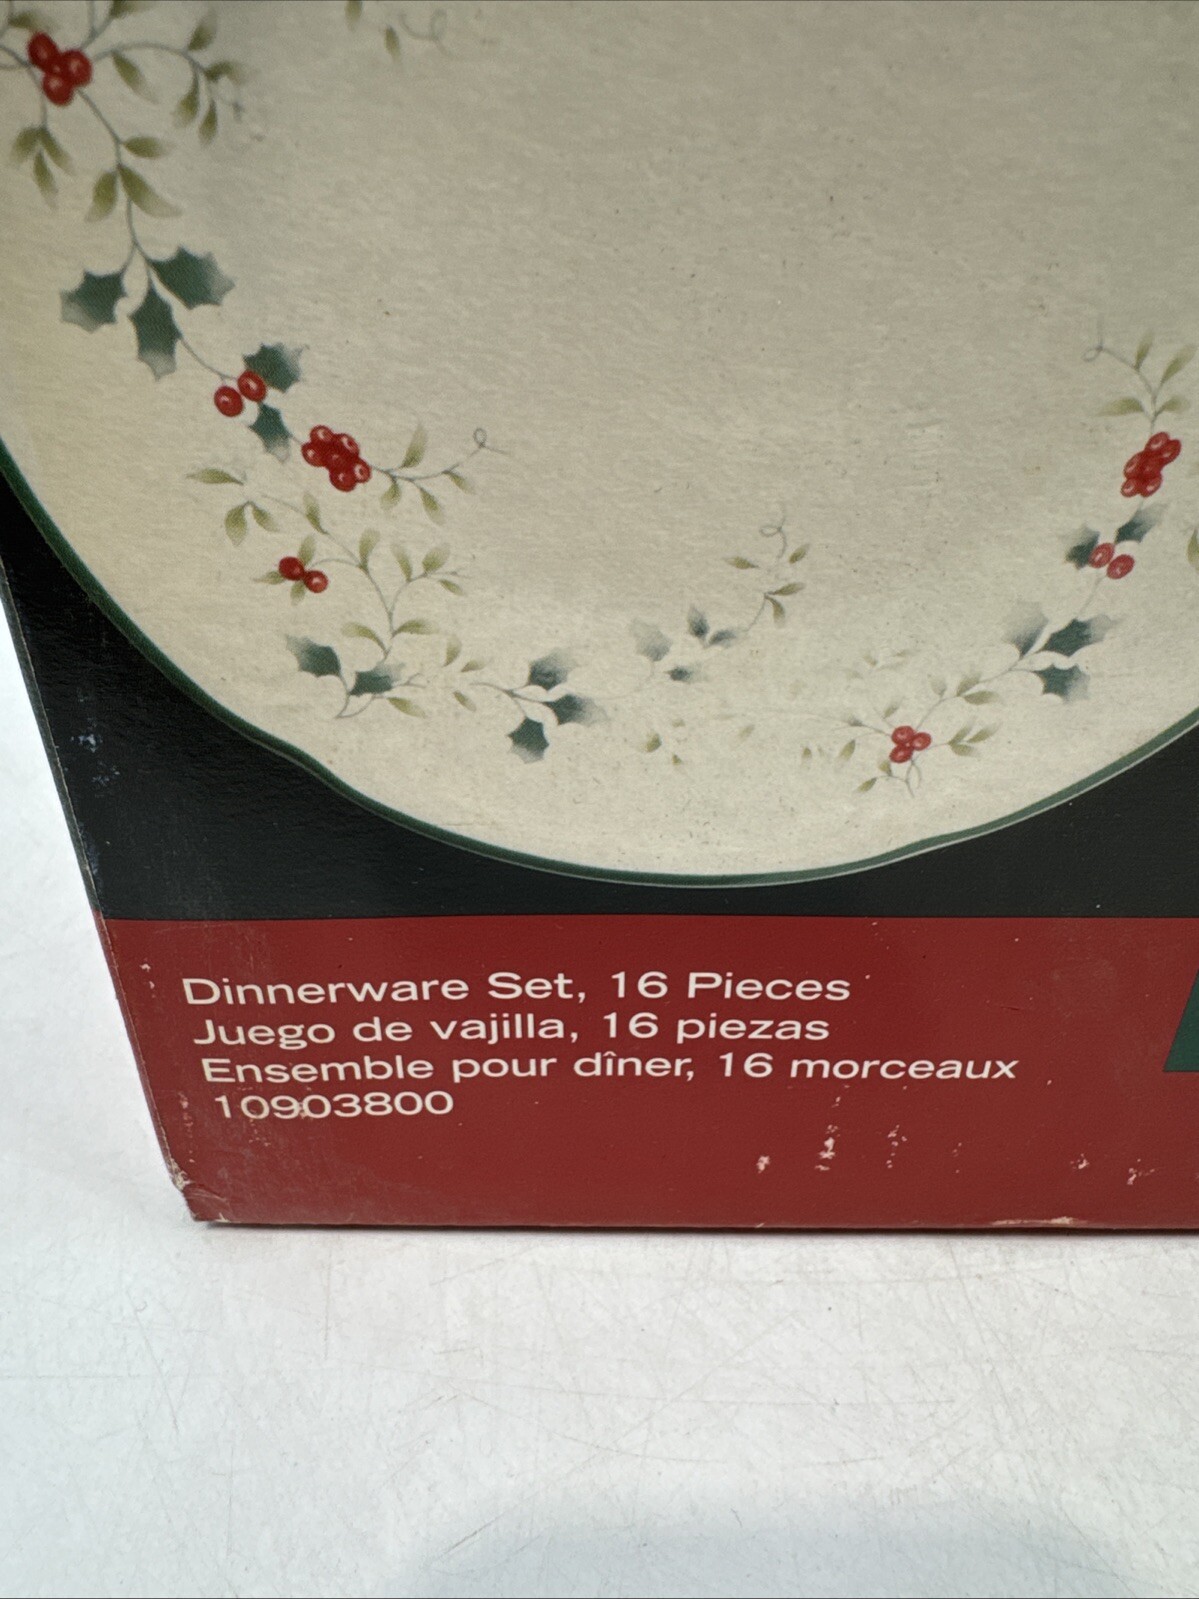 Dinnerware Set, 16 Pieces
Juego de vajilla, 16 piezas
Ensemble pour dîner, 16 morceaux
10903800